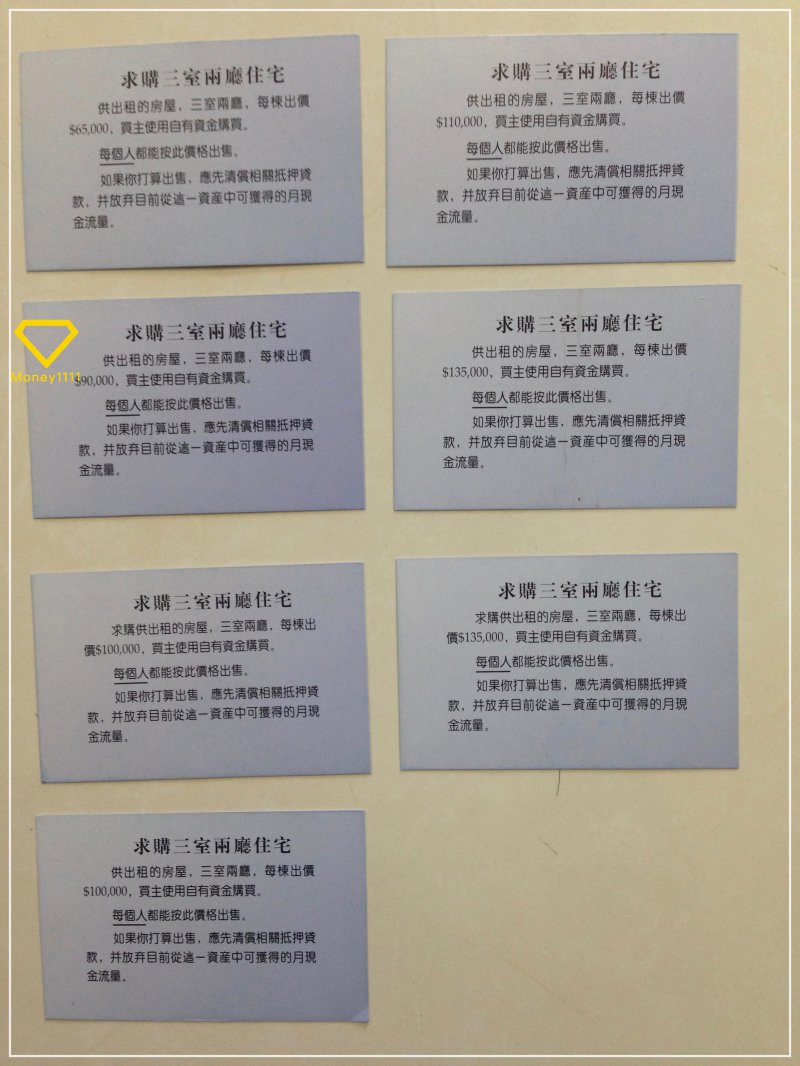 求購三室兩廳住宅
供出租的房屋，三室兩廳，每棟出價
$65,000，買主使用自有資金購買。
每個人都能按此價格出售。
如果你打算出售，應先清償相關抵押貸
款，并放弃目前從這一資産中可獲得的月現
金流量。
求購三室兩廳住宅
供出租的房屋，三室兩廳，每棟出價
$110,000，買主使用自有資金購買。
每個人都能按此價格出售。
如果你打算出售，應先清償相關抵押貸
款，并放弃目前從這一資産中可獲得的月現
金流量。
Money1111
求購三室兩廳住宅
供出租的房屋，三室兩廳，每棟出價
$90,000，買主使用自有資金購買。
每個人都能按此價格出售。
如果你打算出售，應先清償相關抵押貸
款，并放弃目前從這一資産中可獲得的月現
金流量。
求購三室兩廳住宅
供出租的房屋，三室兩廳，每棟出價
$135,000，買主使用自有資金購買。
每個人都能按此價格出售。
如果你打算出售，應先清償相關抵押貸
款，并放弃目前從這一資産中可獲得的月現
金流量。
求購三室兩廳住宅
求購供出租的房屋，三室兩廳，每棟出
價$100,000，買主使用自有資金購買。
每個人都能按此價格出售。
如果你打算出售，應先清償相關抵押貸
款，并放弃目前從這一資産中可獲得的月現
金流量。
求購三室兩廳住宅
求購供出租的房屋，三室兩廳，每棟出
價$135,000，買主使用自有資金購買。
每個人都能按此價格出售。
如果你打算出售，應先清償相關抵押貸
款，并放弃目前從這一資産中可獲得的月現
金流量。
求購三室兩廳住宅
供出租的房屋，三室兩廳，每棟出價
$100,000，買主使用自有資金購買。
每個人都能按此價格出售。
如果你打算出售，應先清償相關抵押貸
款，并放弃目前從這一資産中可獲得的月現
金流量。